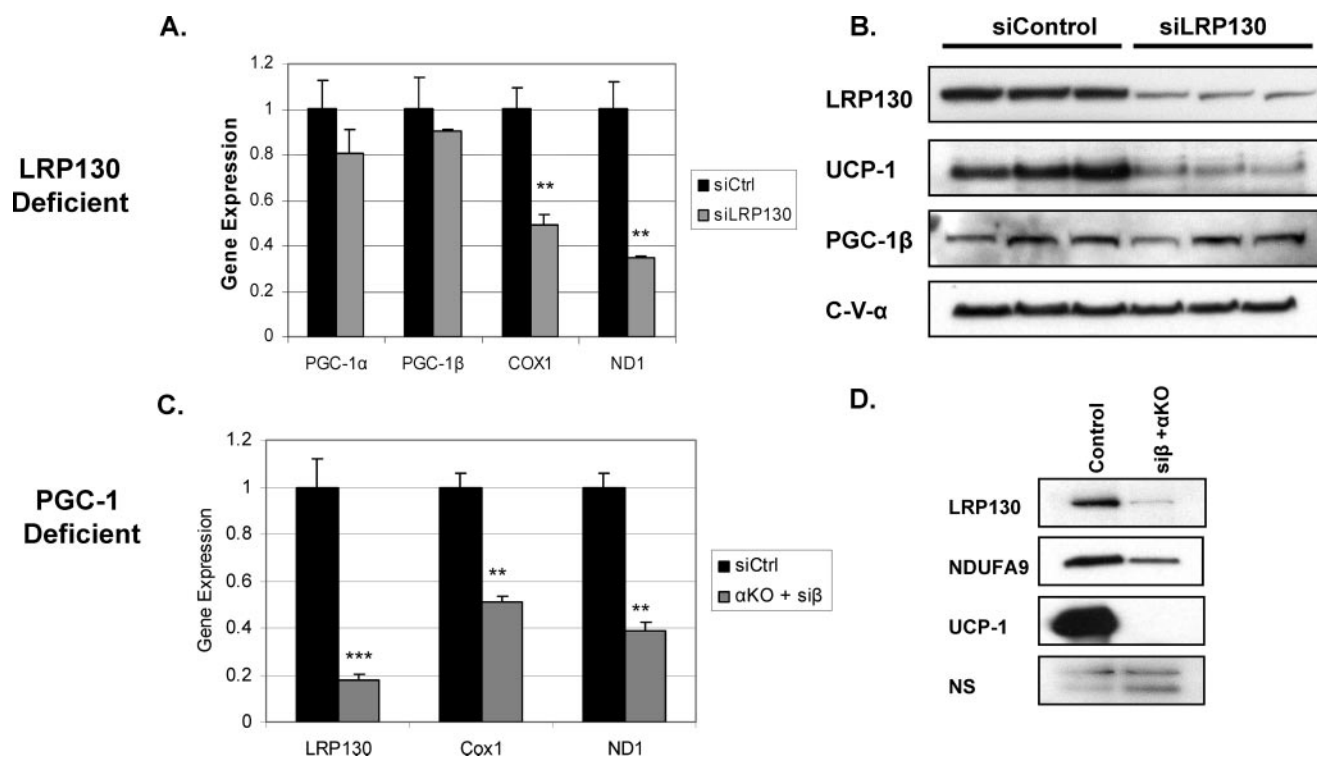 A.
LRP130
Deficient
Gene Expression
1.2
1
0.8
0.6
0.4
0.2
0
**
**
PGC-1α
PGC-1β
COX1
ND1
siCtrl
siLRP130
B.
siControl
siLRP130
LRP130
UCP-1
PGC-1β
C-V-α
C.
PGC-1
Deficient
Gene Expression
1.2
1
0.8
0.6
0.4
0.2
0
***
**
**
LRP130
Cox1
ND1
siCtrl
αKO + siβ
D.
Control
siβ +αKO
LRP130
NDUFA9
UCP-1
NS